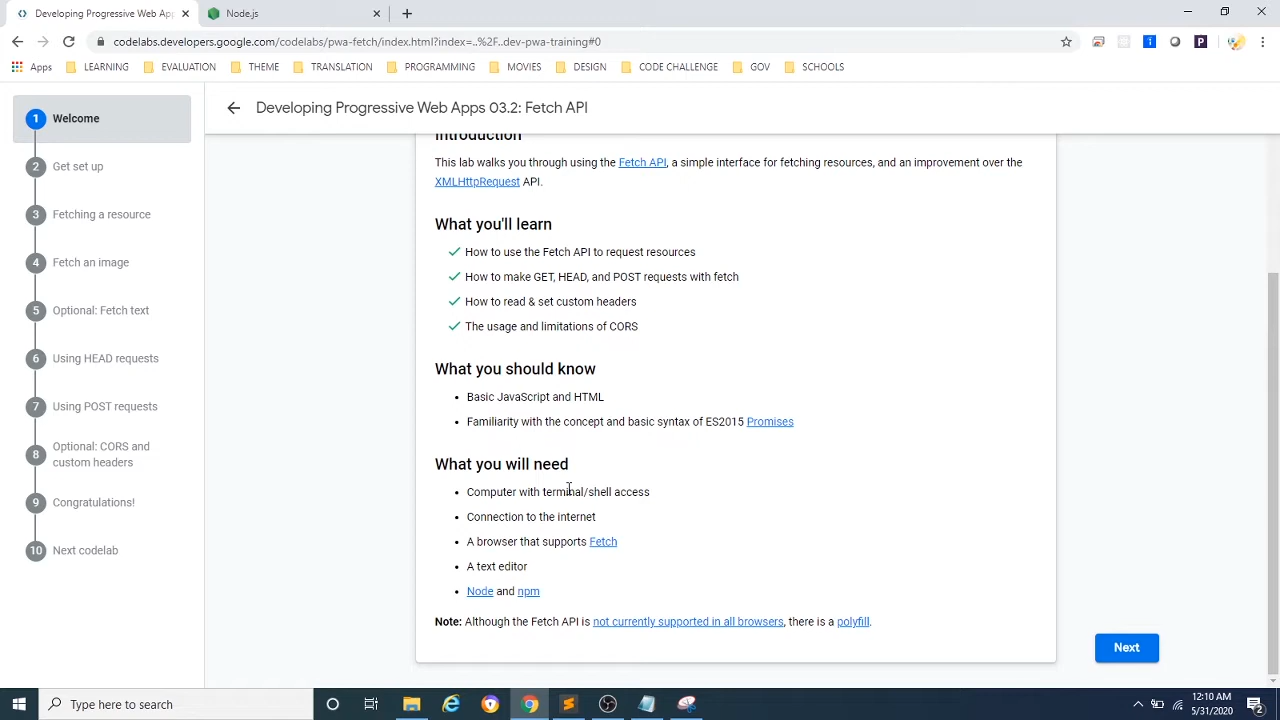 Developing Progressive Web App
Node.js
codelabs.developers.google.com/codelabs/pwa-fetch/index.html?index=..%2F..dev-pwa-training#0
Apps
LEARNING
EVALUATION
THEME
TRANSLATION
PROGRAMMING
MOVIES
DESIGN
CODE CHALLENGE
GOV
SCHOOLS
1 Welcome
2 Get set up
3 Fetching a resource
4 Fetch an image
5 Optional: Fetch text
6 Using HEAD requests
7 Using POST requests
8 Optional: CORS and
custom headers
9 Congratulations!
10 Next codelab
Developing Progressive Web Apps 03.2: Fetch API
Introduction
This lab walks you through using the Fetch API, a simple interface for fetching resources, and an improvement over the
XMLHttpRequest API.
What you'll learn
How to use the Fetch API to request resources
How to make GET, HEAD, and POST requests with fetch
How to read & set custom headers
The usage and limitations of CORS
What you should know
Basic JavaScript and HTML
Familiarity with the concept and basic syntax of ES2015 Promises
What you will need
Computer with terminal/shell access
Connection to the internet
A browser that supports Fetch
A text editor
Node and npm
Note: Although the Fetch API is not currently supported in all browsers, there is a polyfill.
Next
Type here to search
12:10 AM
5/31/2020
2